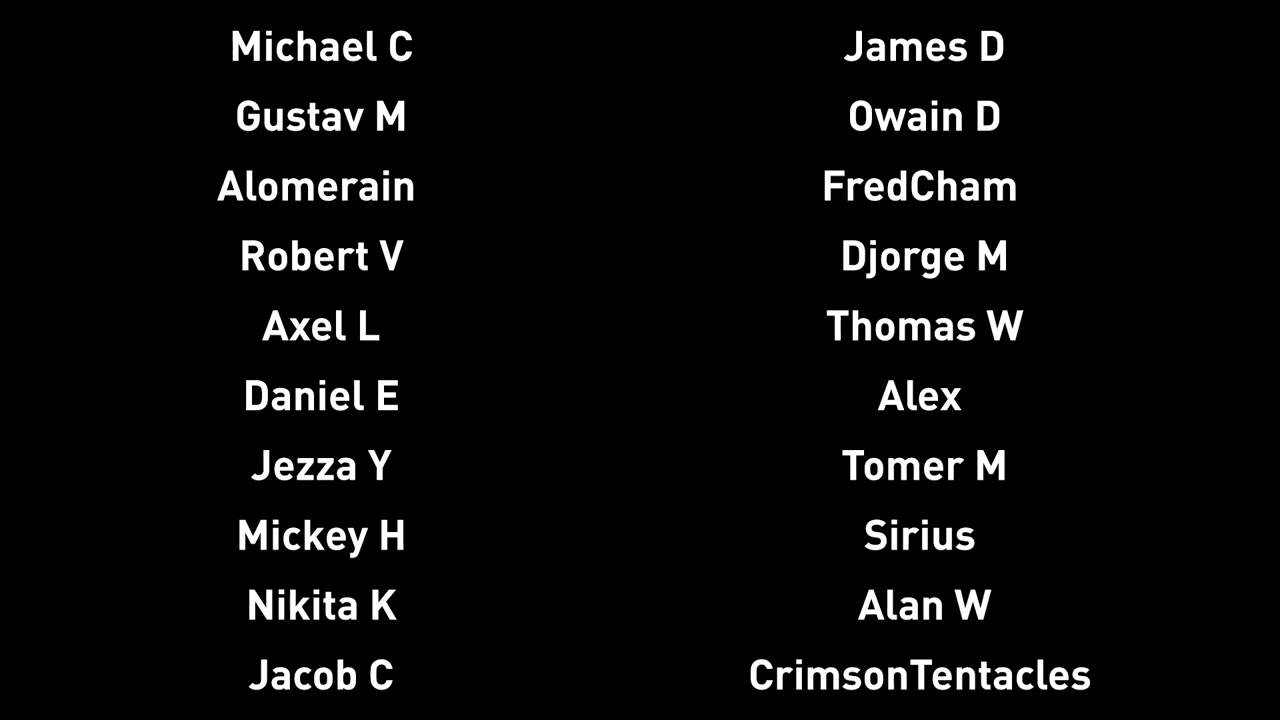 Michael C
Gustav M
Alomerain
Robert V
Axel L
Daniel E
Jezza Y
Mickey H
Nikita K
Jacob C
James D
Owain D
FredCham
Djorge M
Thomas W
Alex
Tomer M
Sirius
Alan W
CrimsonTentacles